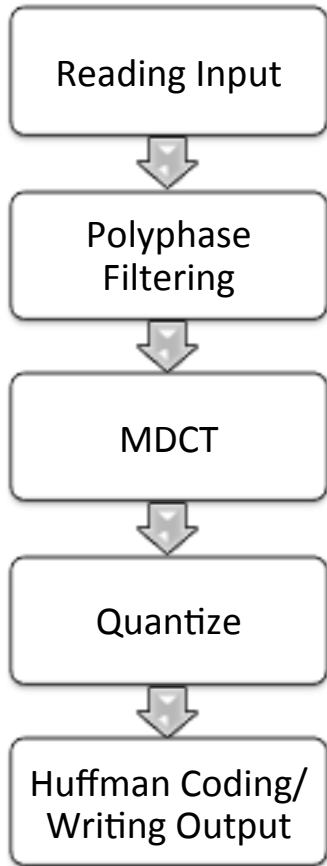 Reading Input
Polyphase
Filtering
MDCT
Quantize
Huffman Coding/
Writing Output